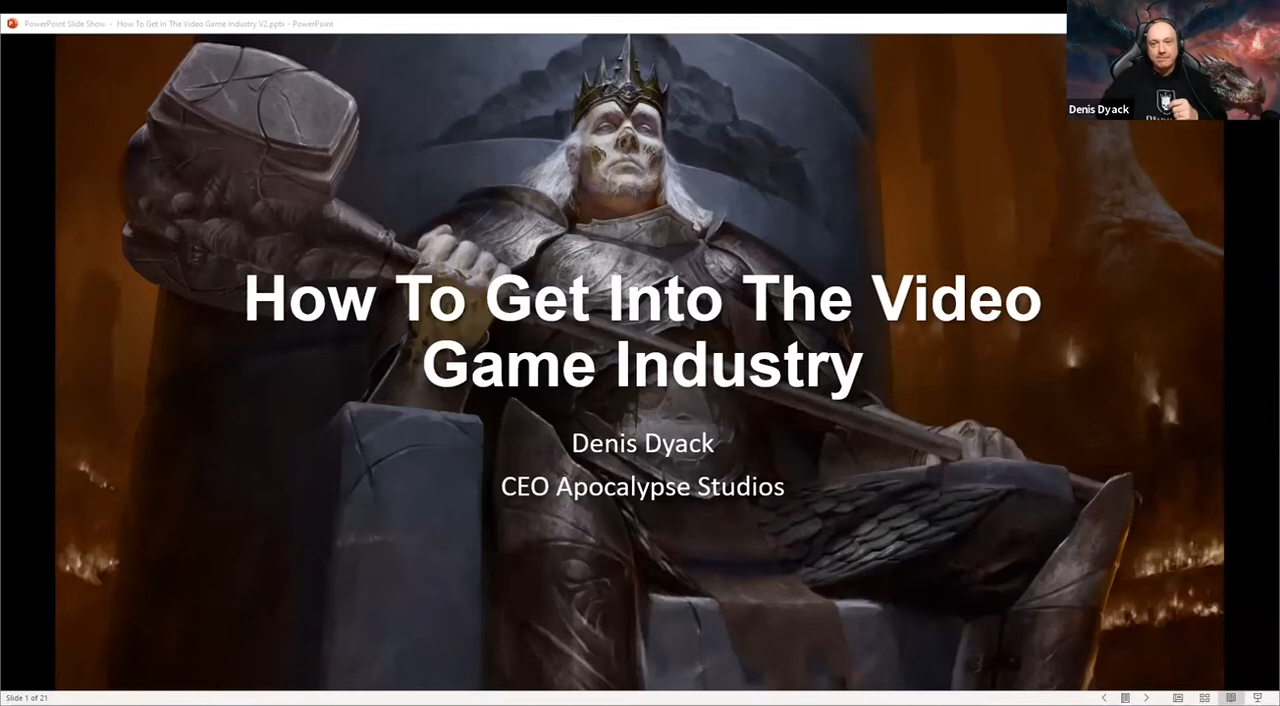 PowerPoint Slide Show - How To Get In The Video Game Industry V2.pptx - PowerPoint
Denis Dyack
How To Get Into The Video
Game Industry
Denis Dyack
CEO Apocalypse Studios
Slide 1 of 21